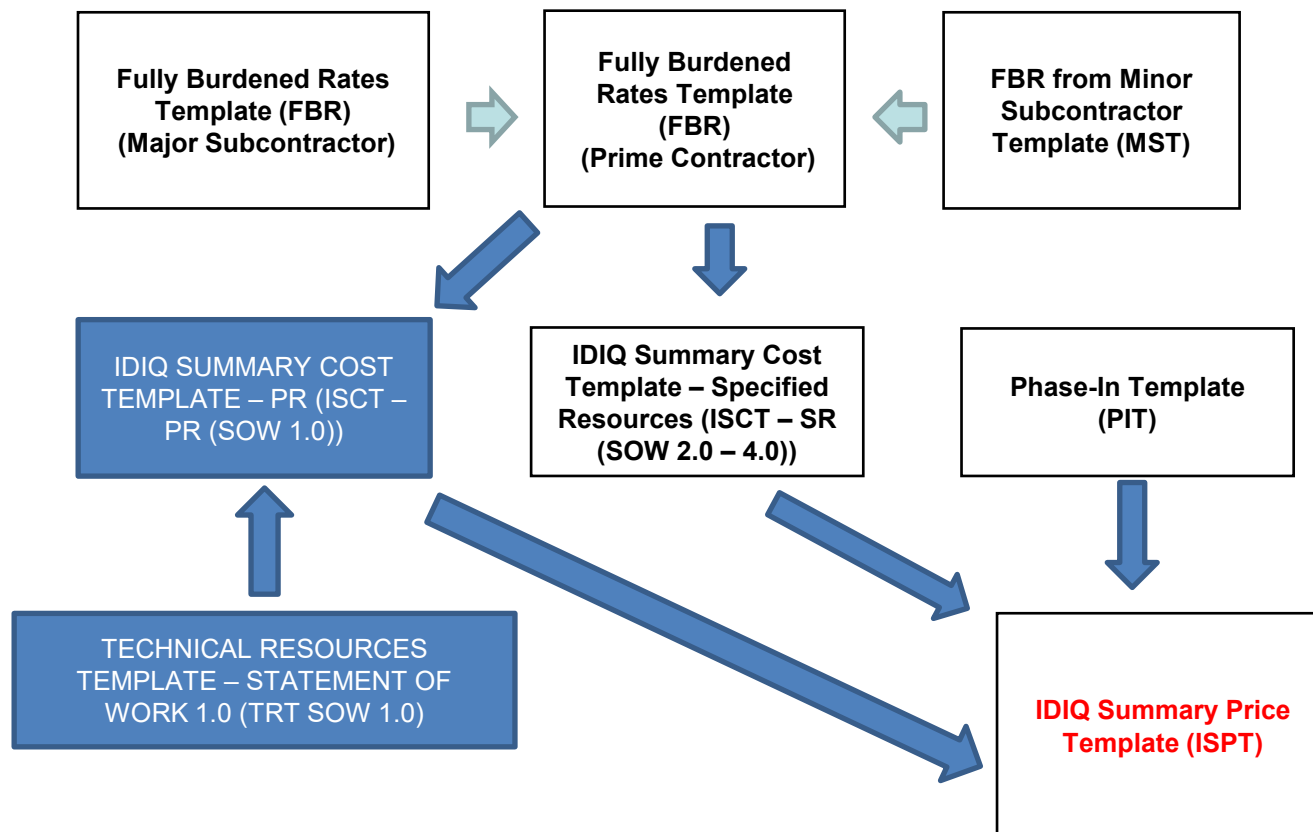 Fully Burdened Rates
Template (FBR)
(Major Subcontractor)
Fully Burdened
Rates Template
(FBR)
(Prime Contractor)
FBR from Minor
Subcontractor
Template (MST)
IDIQ SUMMARY COST
TEMPLATE – PR (ISCT –
PR (SOW 1.0))
IDIQ Summary Cost
Template – Specified
Resources (ISCT – SR
(SOW 2.0 – 4.0))
Phase-In Template
(PIT)
TECHNICAL RESOURCES
TEMPLATE – STATEMENT OF
WORK 1.0 (TRT SOW 1.0)
IDIQ Summary Price
Template (ISPT)